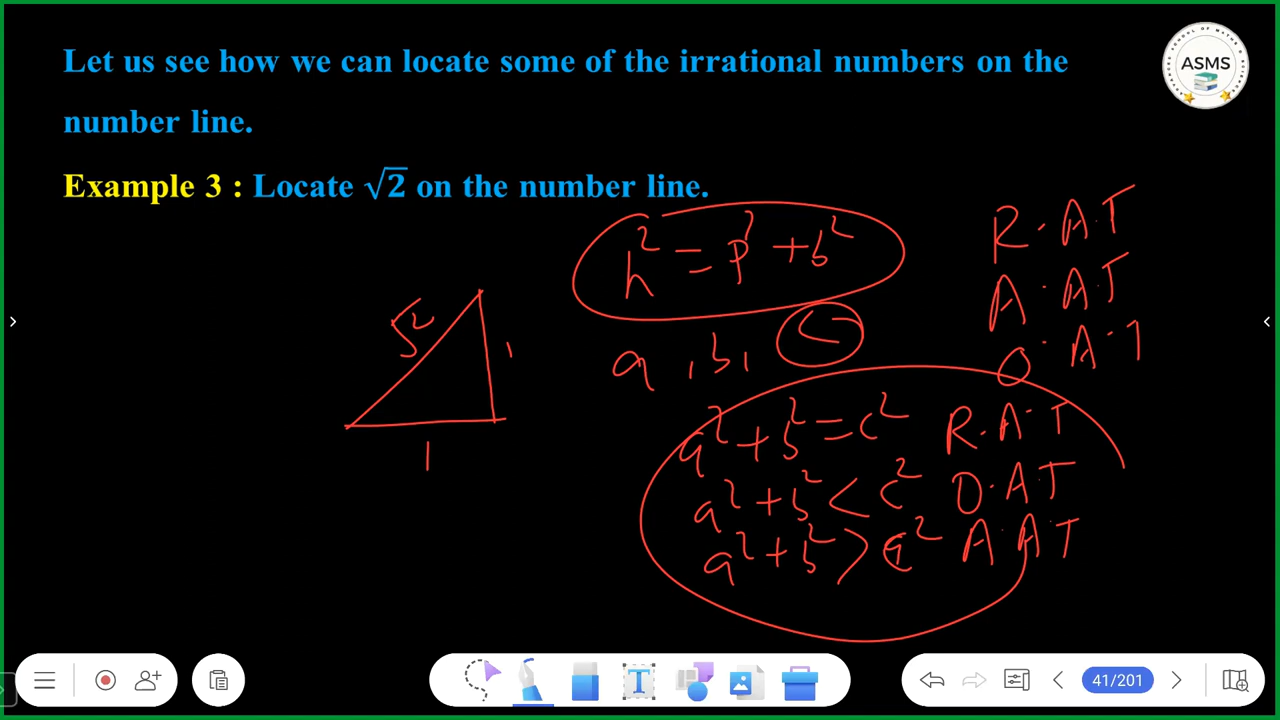 Let us see how we can locate some of the irrational numbers on the
number line.
ASMS
Example 3 : Locate √2 on the number line.
h² = p² + b²
R.A.T
A.A.T
O.A.T
√2
1
1
a, b, c
a² + b² = c² R.A.T
a² + b² < c² O.A.T
a² + b² > c² A.A.T
T
41/201